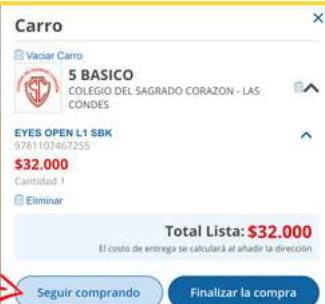 Carro
Vaciar Carro
5 BASICO
COLEGIO DEL SAGRADO CORAZON - LAS
CONDES
EYES OPEN L1 SBK
9781107467255
$32.000
Cantidad 1
Eliminar
Total Lista: $32.000
El costo de entrega se calculará al añadir la dirección
Seguir comprando
Finalizar la compra